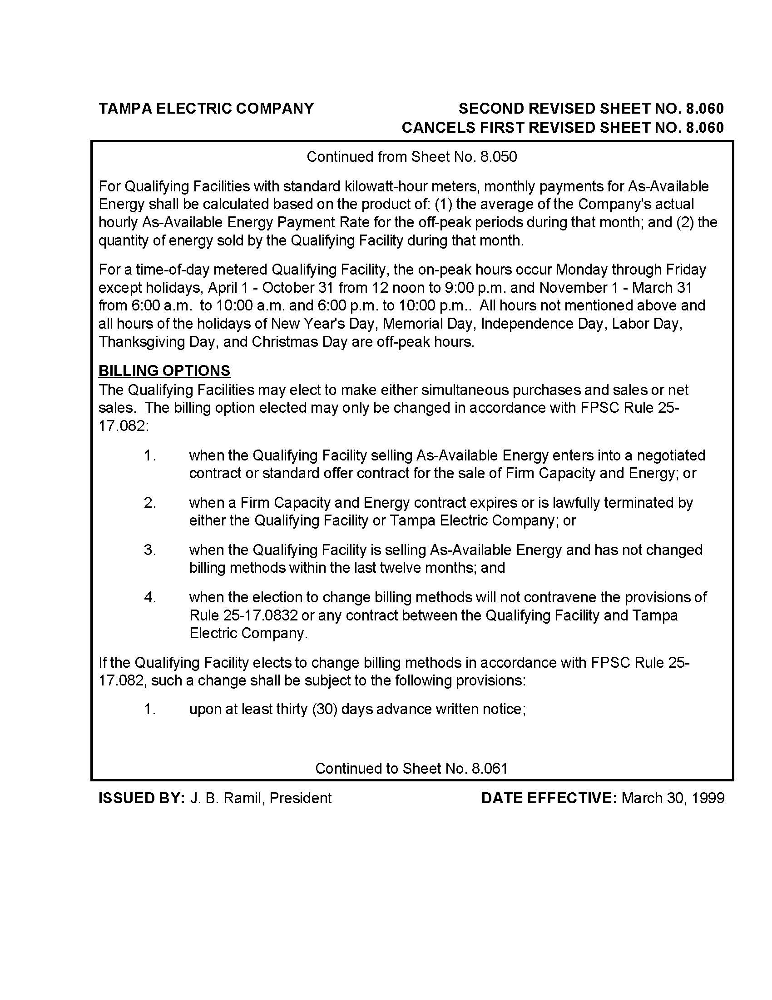 TAMPA ELECTRIC COMPANY
SECOND REVISED SHEET NO. 8.060
CANCELS FIRST REVISED SHEET NO. 8.060
Continued from Sheet No. 8.050
For Qualifying Facilities with standard kilowatt-hour meters, monthly payments for As-Available
Energy shall be calculated based on the product of: (1) the average of the Company's actual
hourly As-Available Energy Payment Rate for the off-peak periods during that month; and (2) the
quantity of energy sold by the Qualifying Facility during that month.
For a time-of-day metered Qualifying Facility, the on-peak hours occur Monday through Friday
except holidays, April 1 - October 31 from 12 noon to 9:00 p.m. and November 1 - March 31
from 6:00 a.m.  to 10:00 a.m. and 6:00 p.m. to 10:00 p.m..  All hours not mentioned above and
all hours of the holidays of New Year's Day, Memorial Day, Independence Day, Labor Day,
Thanksgiving Day, and Christmas Day are off-peak hours.
BILLING OPTIONS
The Qualifying Facilities may elect to make either simultaneous purchases and sales or net
sales.  The billing option elected may only be changed in accordance with FPSC Rule 25-
17.082:
1. when the Qualifying Facility selling As-Available Energy enters into a negotiated
contract or standard offer contract for the sale of Firm Capacity and Energy; or
2. when a Firm Capacity and Energy contract expires or is lawfully terminated by
either the Qualifying Facility or Tampa Electric Company; or
3. when the Qualifying Facility is selling As-Available Energy and has not changed
billing methods within the last twelve months; and
4. when the election to change billing methods will not contravene the provisions of
Rule 25-17.0832 or any contract between the Qualifying Facility and Tampa
Electric Company.
If the Qualifying Facility elects to change billing methods in accordance with FPSC Rule 25-
17.082, such a change shall be subject to the following provisions:
1. upon at least thirty (30) days advance written notice;
Continued to Sheet No. 8.061
ISSUED BY: J. B. Ramil, President
DATE EFFECTIVE: March 30, 1999